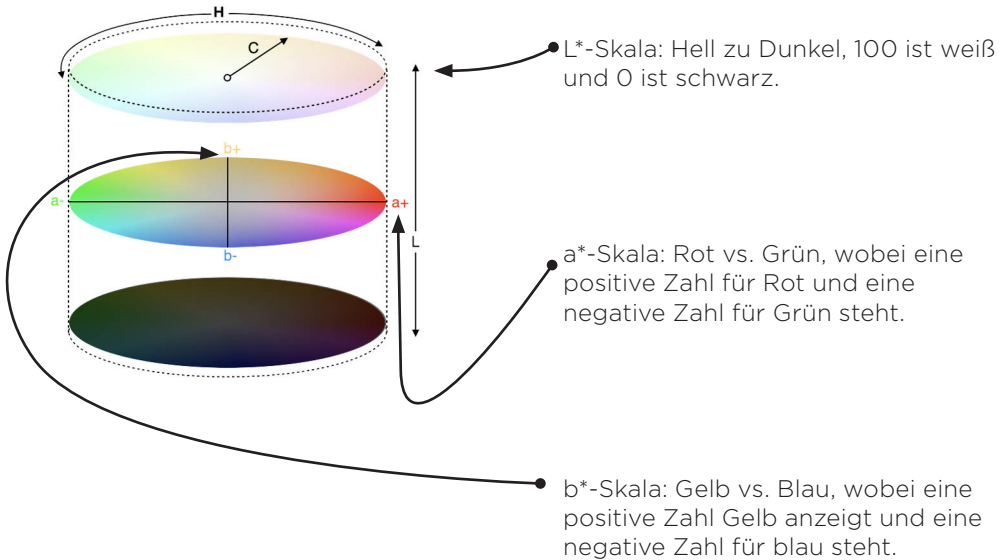 H
C
L*-Skala: Hell zu Dunkel, 100 ist weiß
und 0 ist schwarz.
b+
a-
a+
L
b-
a*-Skala: Rot vs. Grün, wobei eine
positive Zahl für Rot und eine
negative Zahl für Grün steht.
b*-Skala: Gelb vs. Blau, wobei eine
positive Zahl Gelb anzeigt und eine
negative Zahl für blau steht.